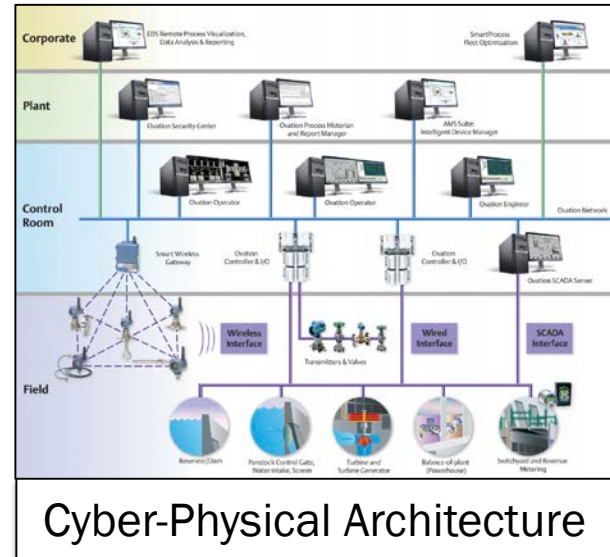 Corporate
EDS Remote Process Visualization,
Data Analysis & Reporting
SmartProcess
Fleet Optimization
Plant
Ovation Security Center
Ovation Process Historian
and Report Manager
AMS Suite:
Intelligent Device Manager
Control
Room
Ovation Operator
Ovation Operator
Ovation Engineer
Ovation Network
Smart Wireless
Gateway
Ovation
Controller & I/O
Ovation
Controller & I/O
Ovation SCADA Server
Field
Wireless
Interface
Transmitters & Valves
Wired
Interface
SCADA
Interface
Reservoir/Dam
Penstock Control Gate,
Water Intake, Screen
Turbine and
Turbine Generator
Balance-of-plant
(Powerhouse)
Switchyard and Revenue
Metering
Cyber-Physical Architecture